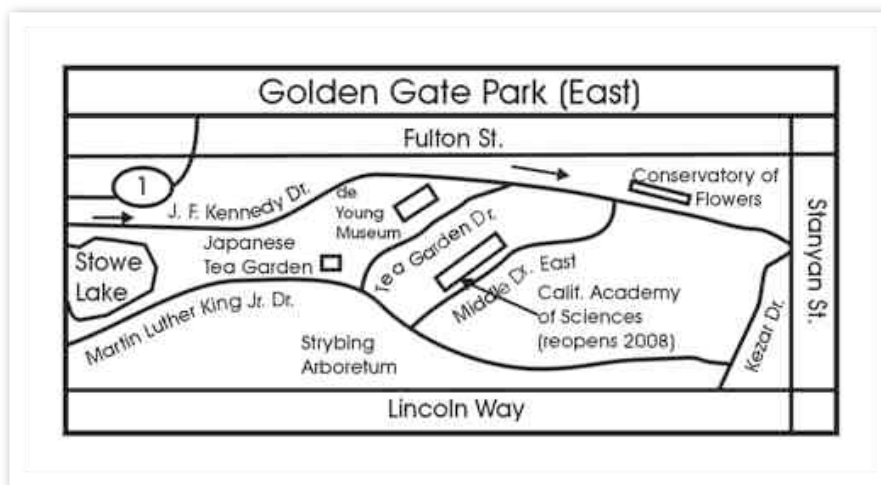 Golden Gate Park (East)
Fulton St.
1
J. F. Kennedy Dr.
de
Young
Museum
Conservatory of
Flowers
Stanyan St.
Japanese
Tea Garden
Tea Garden Dr.
Stowe
Lake
Middle Dr. East
Calif. Academy
of Sciences
(reopens 2008)
Martin Luther King Jr. Dr.
Strybing
Arboretum
Kezar Dr.
Lincoln Way